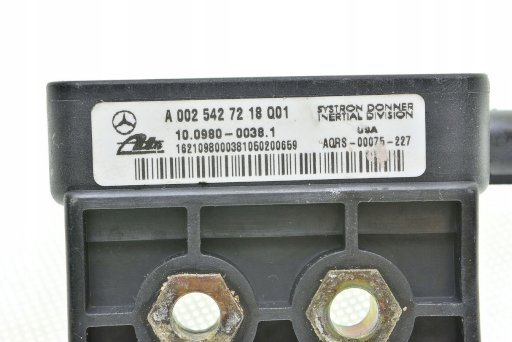 A 002 542 72 18 Q01
10.0980-0038.1
16210980003810502006​59
Ate
SYSTRON DONNER
INERTIAL DIVISION
USA
AQRS-00075-227